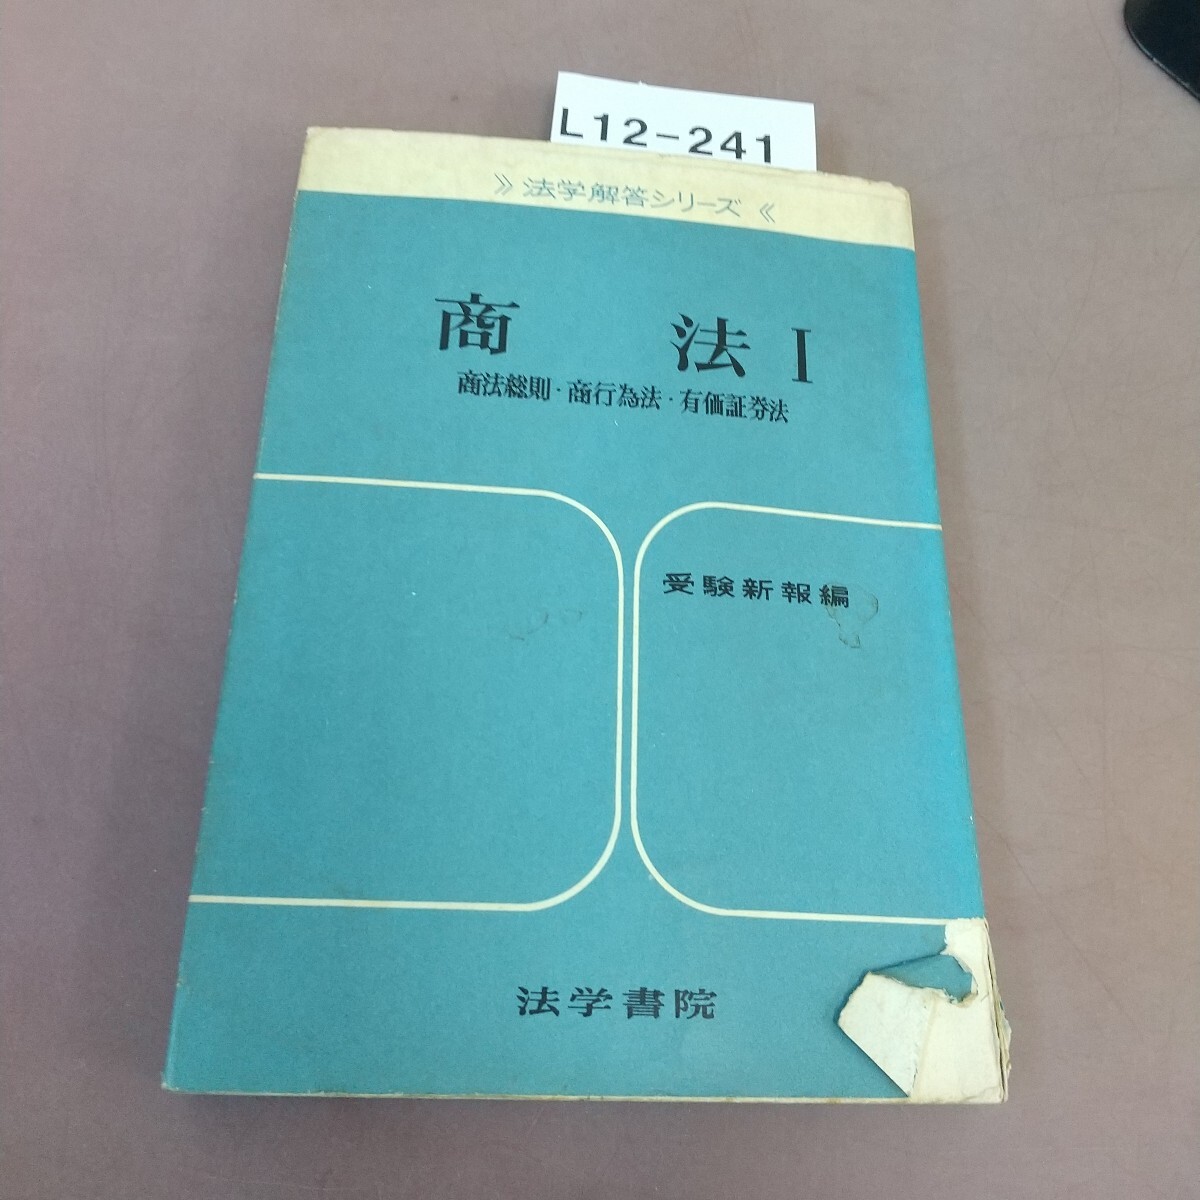 L12-241
》法学解答シリーズ《
商法 I
商法総則・商行為法・有価証券法
受験新報編
法学書院